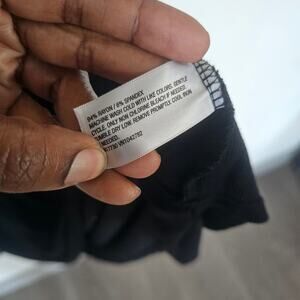 94% RAYON / 6% SPANDEX
MACHINE WASH COLD WITH LIKE COLORS. GENTLE
CYCLE. ONLY NON CHLORINE BLEACH IF NEEDED.
TUMBLE DRY LOW. REMOVE PROMPTLY. COOL IRON
NEEDED.
VN1042782